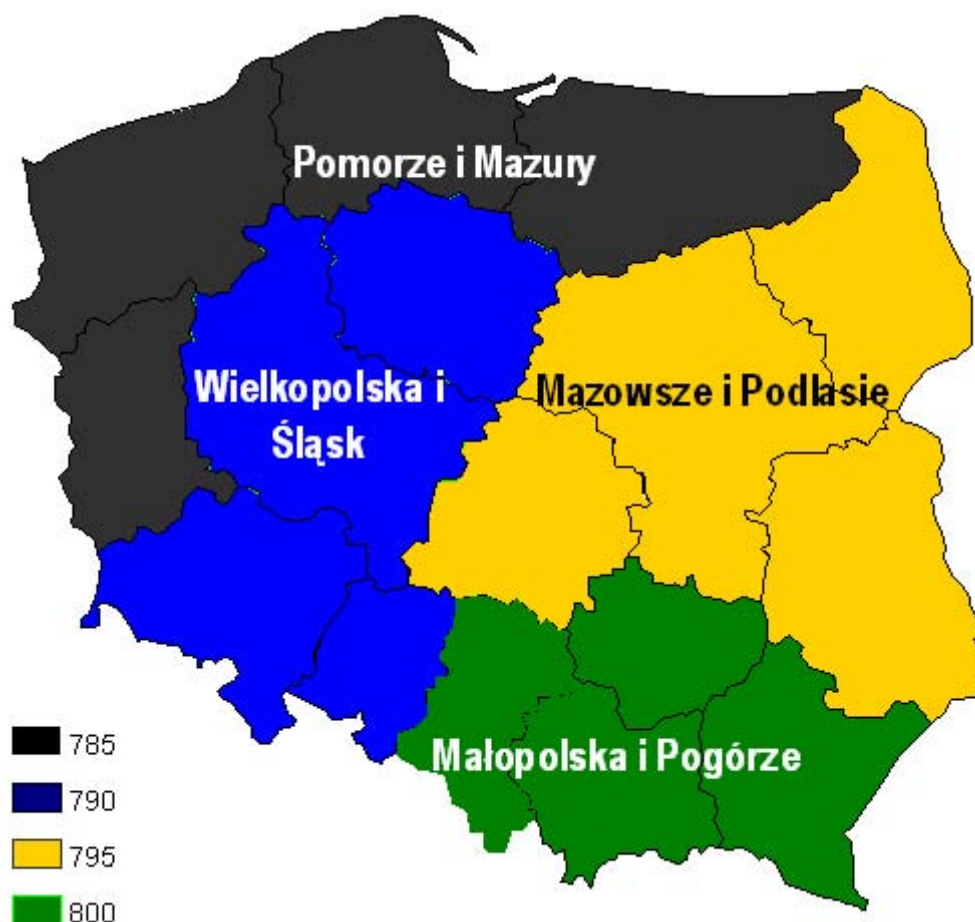 Pomorze i Mazury
Wielkopolska i
Śląsk
Mazowsze i Podlasie
Małopolska i Pogórze
785
790
795
800